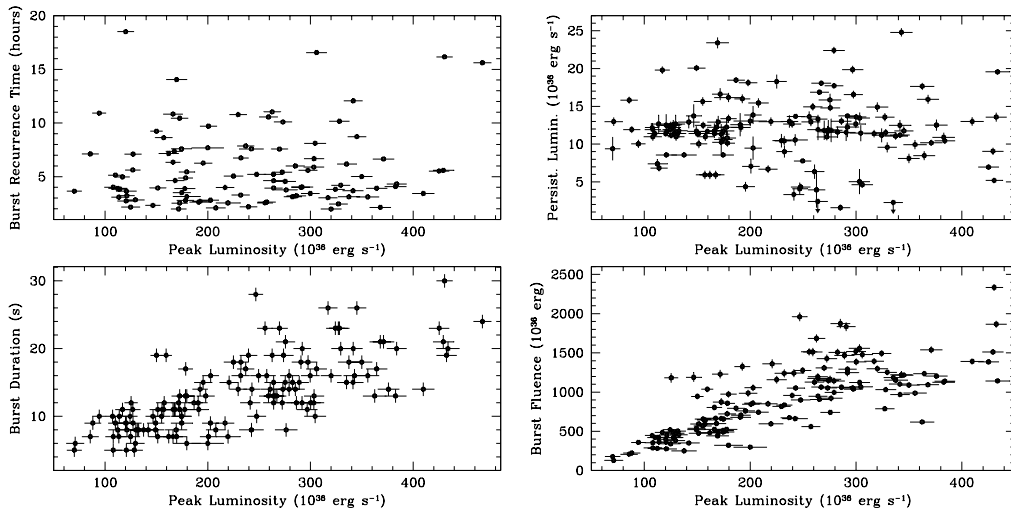 Burst Recurrence Time (hours)
15
10
5
100 200 300 400
Peak Luminosity (10³⁶ erg s⁻¹)
Persist. Lumin. (10³⁶ erg s⁻¹)
25
20
15
10
5
100 200 300 400
Peak Luminosity (10³⁶ erg s⁻¹)
Burst Duration (s)
30
20
10
100 200 300 400
Peak Luminosity (10³⁶ erg s⁻¹)
Burst Fluence (10³⁶ erg)
2500
2000
1500
1000
500
0
100 200 300 400
Peak Luminosity (10³⁶ erg s⁻¹)